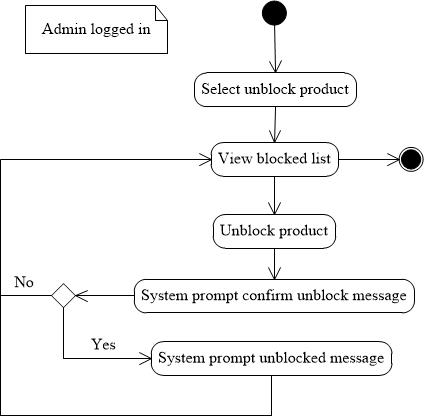 Admin logged in
Select unblock product
View blocked list
Unblock product
System prompt confirm unblock message
No
Yes
System prompt unblocked message